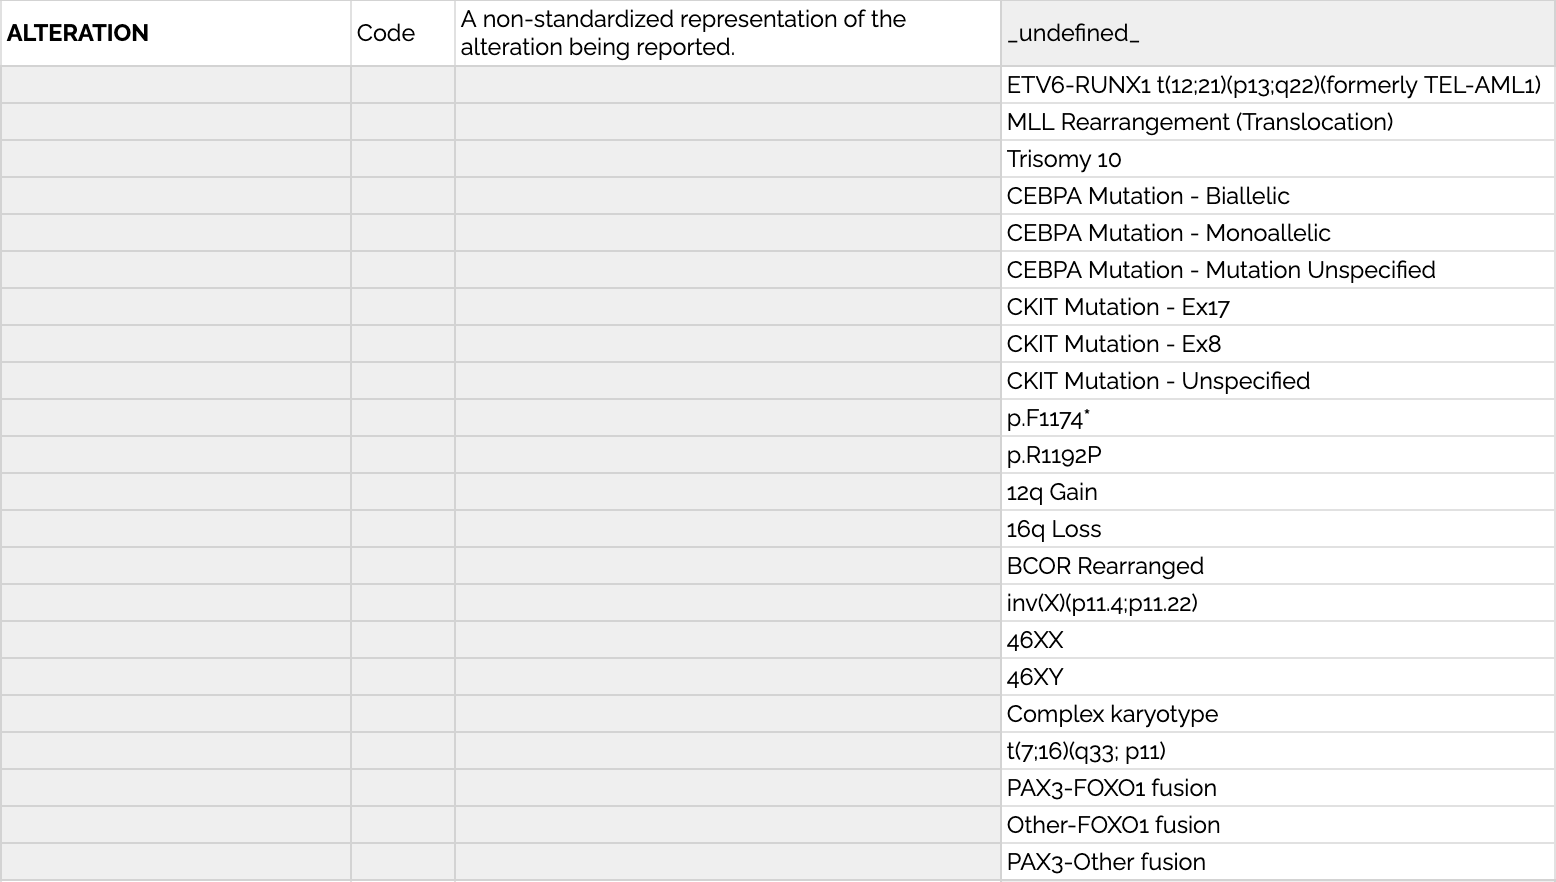 ALTERATION
Code
A non-standardized representation of the
alteration being reported.
_undefined_
ETV6-RUNX1 t(12;21)(p13;q22)(formerly TEL-AML1)
MLL Rearrangement (Translocation)
Trisomy 10
CEBPA Mutation - Biallelic
CEBPA Mutation - Monoallelic
CEBPA Mutation - Mutation Unspecified
CKIT Mutation - Ex17
CKIT Mutation - Ex8
CKIT Mutation - Unspecified
p.F1174*
p.R1192P
12q Gain
16q Loss
BCOR Rearranged
inv(X)(p11.4;p11.22)
46XX
46XY
Complex karyotype
t(7;16)(q33; p11)
PAX3-FOXO1 fusion
Other-FOXO1 fusion
PAX3-Other fusion